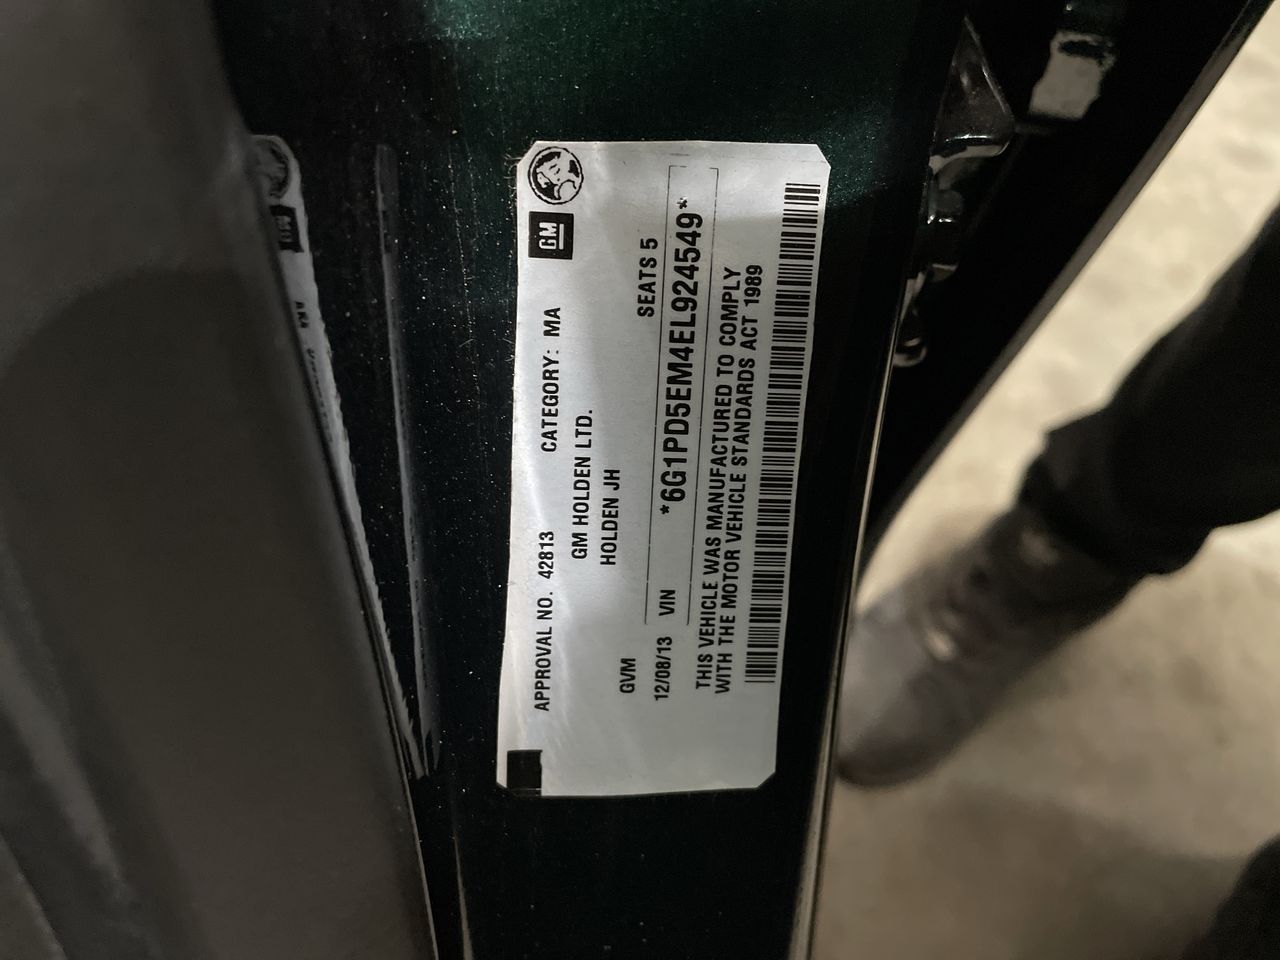 GM
APPROVAL NO. 42813 CATEGORY: MA
GM HOLDEN LTD.
HOLDEN JH
GVM SEATS 5
12/08/13 VIN *6G1PD5EM4EL924549*
THIS VEHICLE WAS MANUFACTURED TO COMPLY
WITH THE MOTOR VEHICLE STANDARDS ACT 1989